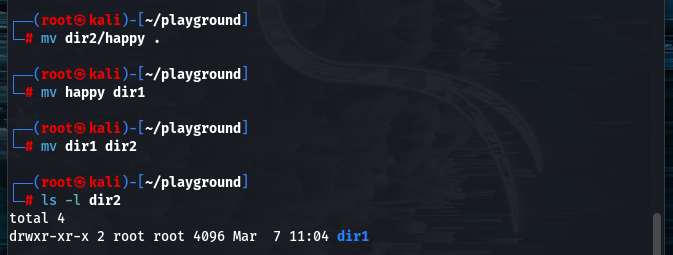 ┌──(root㉿kali)-[~/playground]
└─# mv dir2/happy .
┌──(root㉿kali)-[~/playground]
└─# mv happy dir1
┌──(root㉿kali)-[~/playground]
└─# mv dir1 dir2
┌──(root㉿kali)-[~/playground]
└─# ls -l dir2
total 4
drwxr-xr-x 2 root root 4096 Mar  7 11:04 dir1